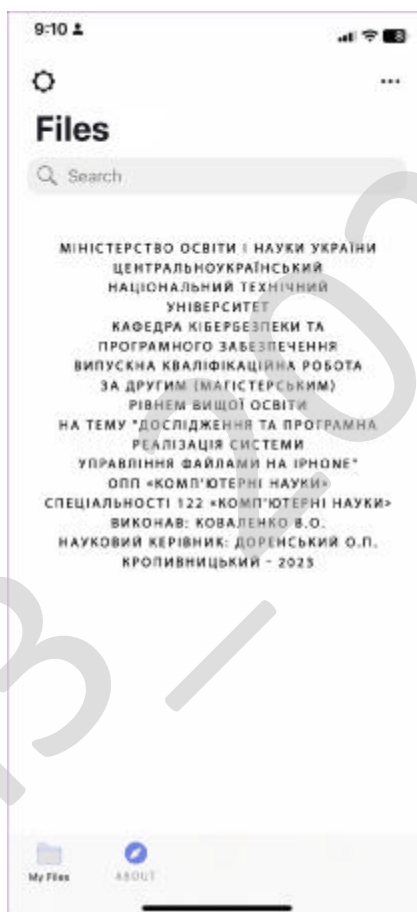 9:10
Files
Search
МІНІСТЕРСТВО ОСВІТИ І НАУКИ УКРАЇНИ
ЦЕНТРАЛЬНОУКРАЇНСЬКИЙ
НАЦІОНАЛЬНИЙ ТЕХНІЧНИЙ
УНІВЕРСИТЕТ
КАФЕДРА КІБЕРБЕЗПЕКИ ТА
ПРОГРАМНОГО ЗАБЕЗПЕЧЕННЯ
ВИПУСКНА КВАЛІФІКАЦІЙНА РОБОТА
ЗА ДРУГИМ (МАГІСТЕРСЬКИМ)
РІВНЕМ ВИЩОЇ ОСВІТИ
НА ТЕМУ "ДОСЛІДЖЕННЯ ТА ПРОГРАМНА
РЕАЛІЗАЦІЯ СИСТЕМИ
УПРАВЛІННЯ ФАЙЛАМИ НА IPHONE"
ОПП «КОМП'ЮТЕРНІ НАУКИ»
СПЕЦІАЛЬНОСТІ 122 «КОМП'ЮТЕРНІ НАУКИ»
ВИКОНАВ: КОВАЛЕНКО В.О.
НАУКОВИЙ КЕРІВНИК: ДОРЕНСЬКИЙ О.П.
КРОПИВНИЦЬКИЙ - 2023
My Files
ABOUT